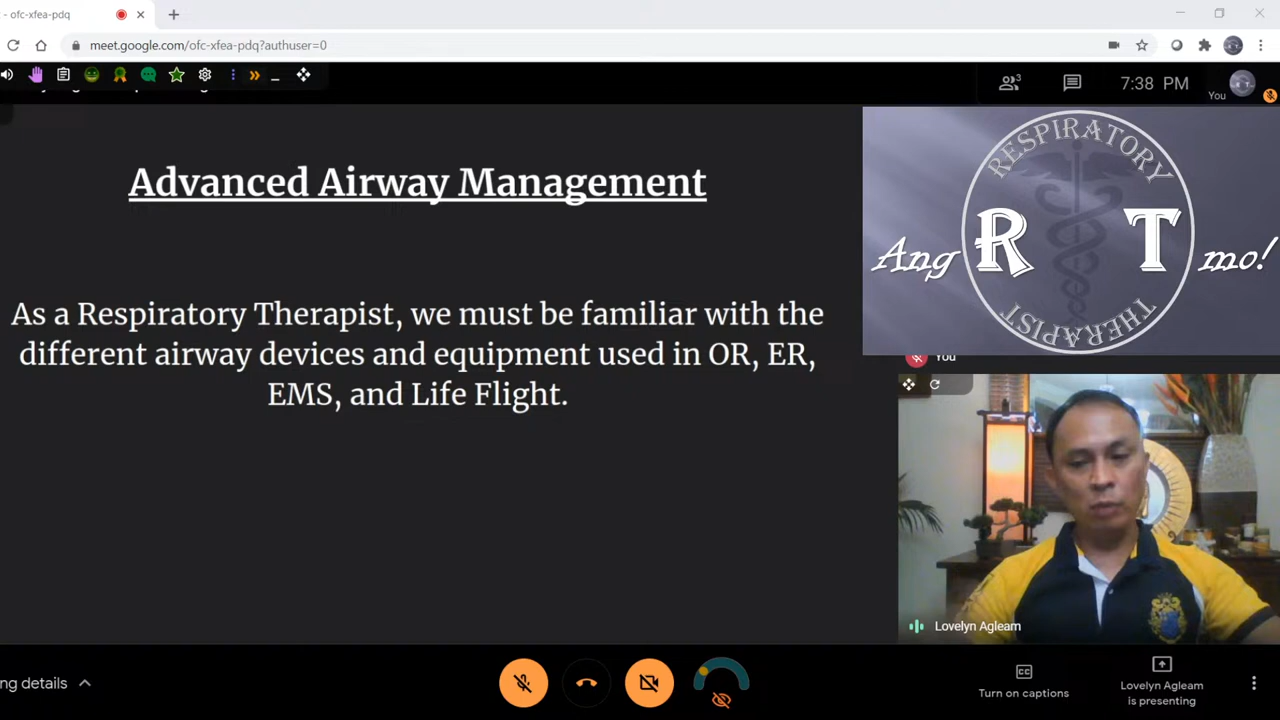 - ofc-xfea-pdq
meet.google.com/ofc-xfea-pdq?authuser=0
3
7:38 PM
You
Advanced Airway Management
As a Respiratory Therapist, we must be familiar with the
different airway devices and equipment used in OR, ER,
EMS, and Life Flight.
RESPIRATORY
Ang R T mo!
THERAPIST
You
Lovelyn Agleam
ng details
Turn on captions
Lovelyn Agleam
is presenting